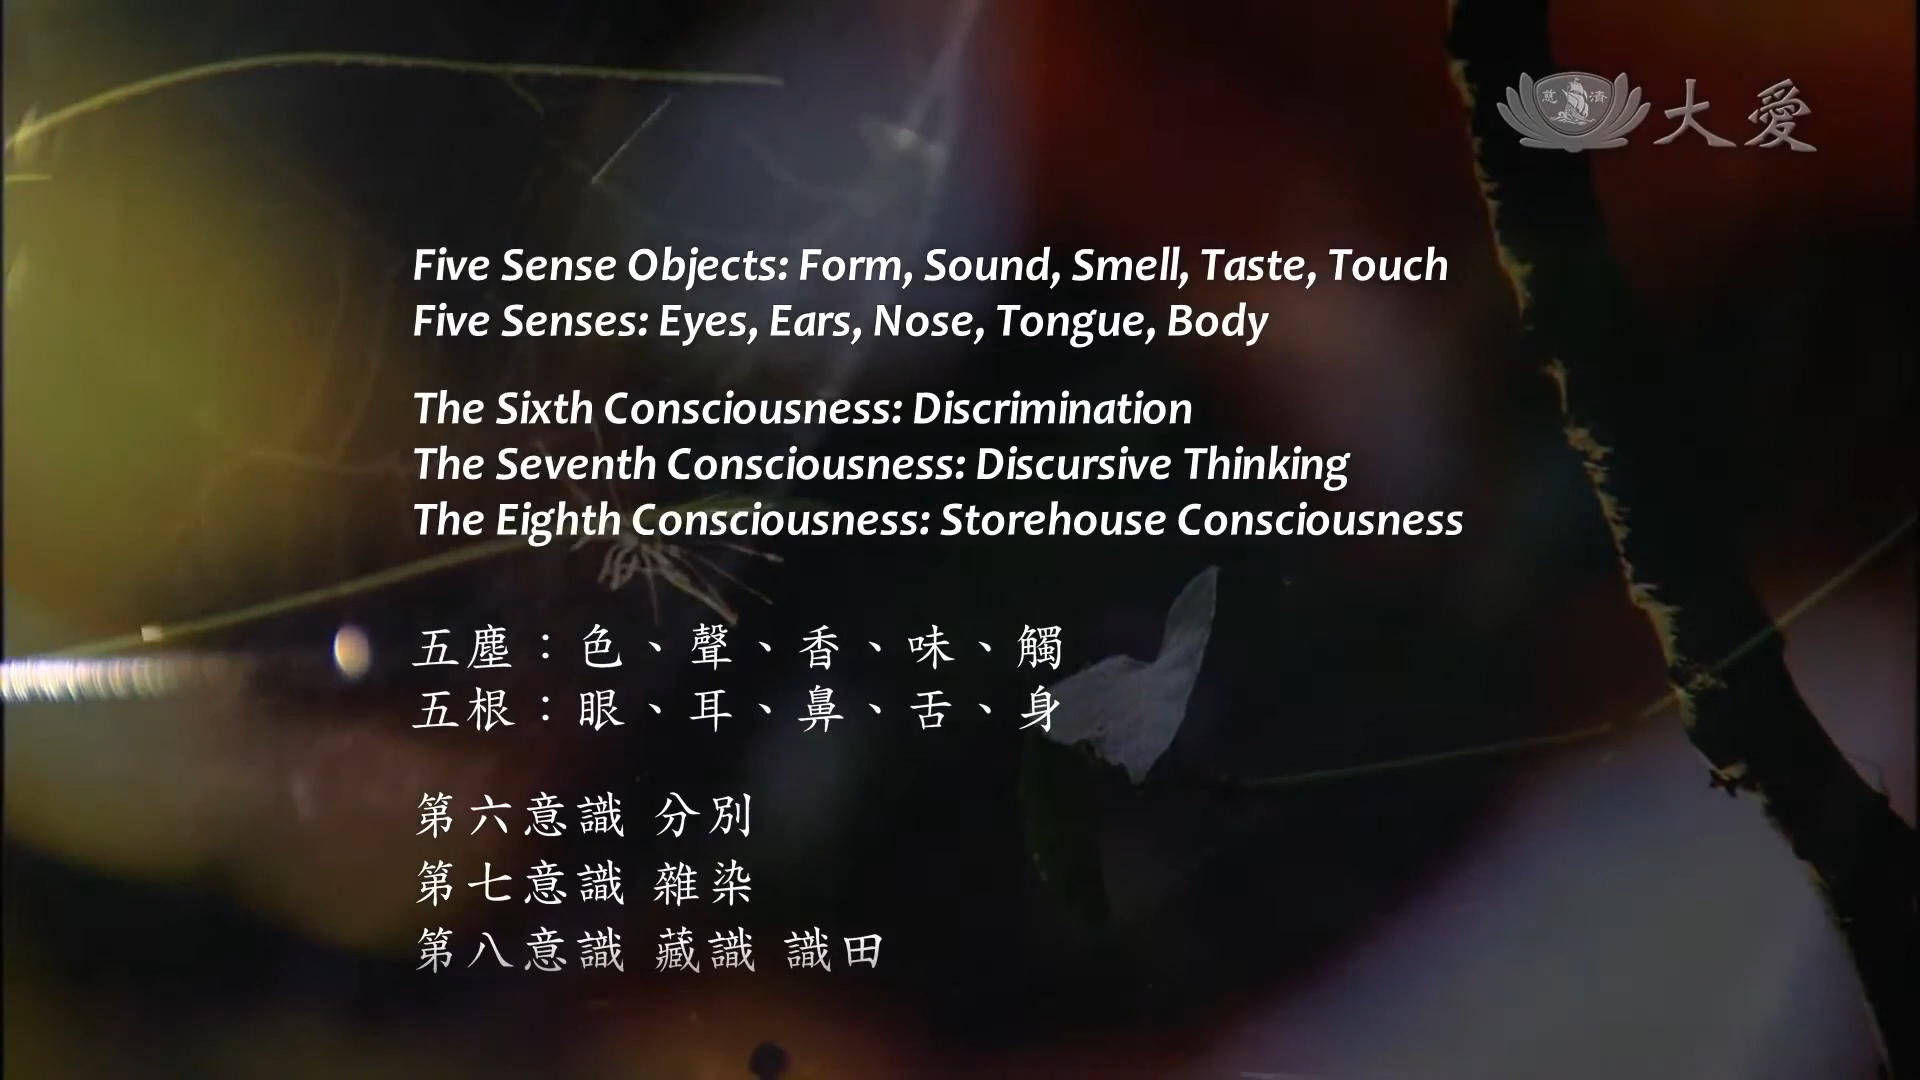 慈濟 大愛
Five Sense Objects: Form, Sound, Smell, Taste, Touch
Five Senses: Eyes, Ears, Nose, Tongue, Body
The Sixth Consciousness: Discrimination
The Seventh Consciousness: Discursive Thinking
The Eighth Consciousness: Storehouse Consciousness
五塵：色、聲、香、味、觸
五根：眼、耳、鼻、舌、身
第六意識 分別
第七意識 雜染
第八意識 藏識 識田